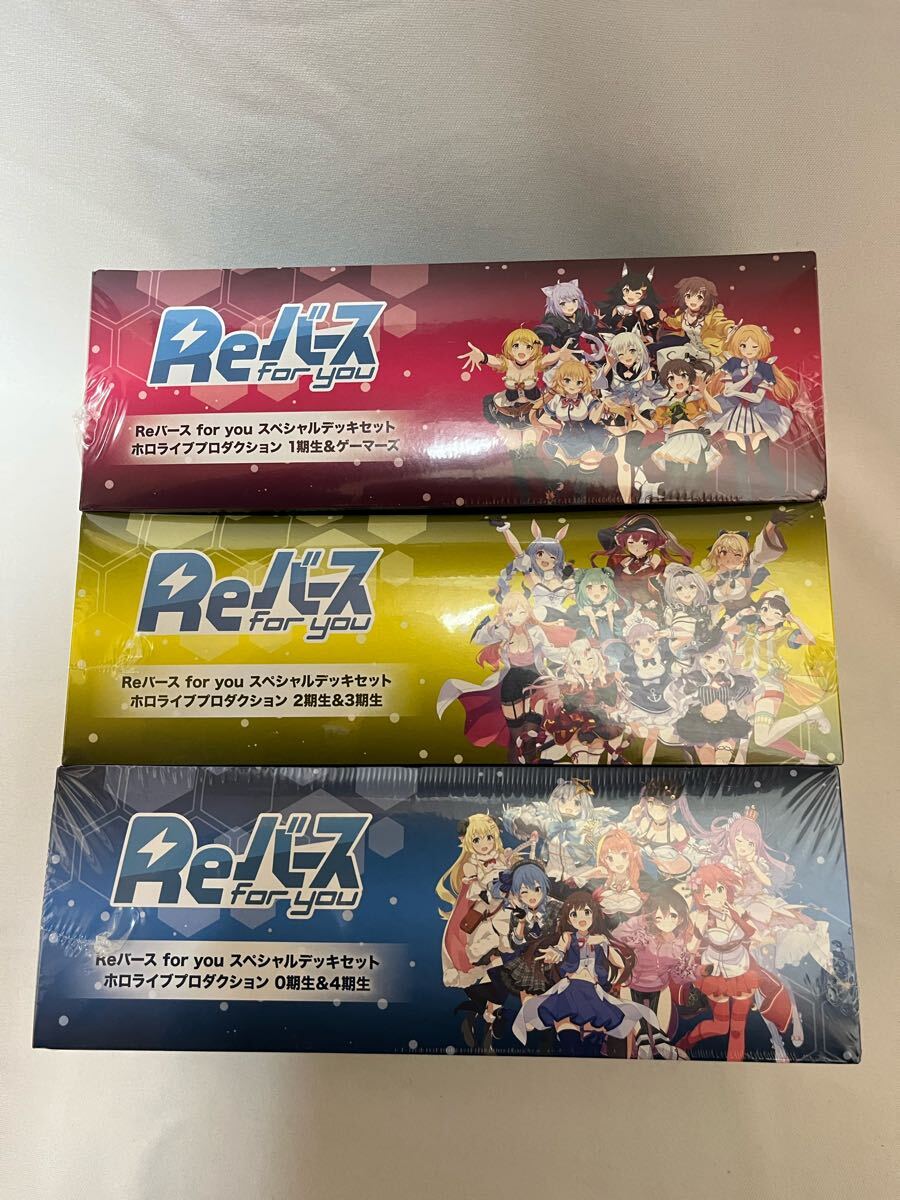 Reバース
for you
Reバース for you スペシャルデッキセット
ホロライブプロダクション 1期生&ゲーマーズ
Reバース
for you
Reバース for you スペシャルデッキセット
ホロライブプロダクション 2期生&3期生
Reバース
for you
Reバース for you スペシャルデッキセット
ホロライブプロダクション 0期生&4期生